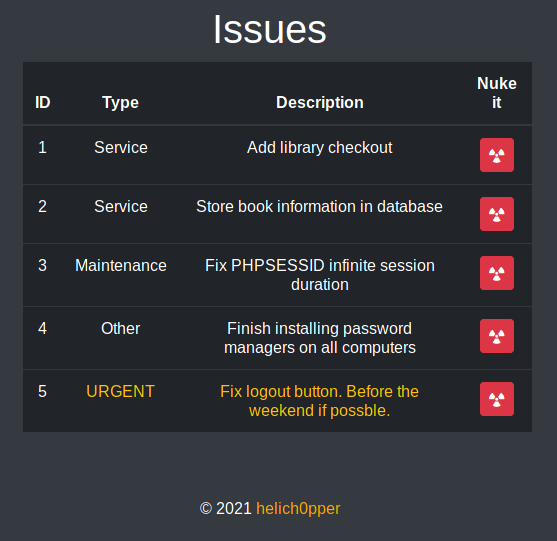 Issues
ID Type Description Nuke it
1 Service Add library checkout
2 Service Store book information in database
3 Maintenance Fix PHPSESSID infinite session
duration
4 Other Finish installing password
managers on all computers
5 URGENT Fix logout button. Before the
weekend if possble.
© 2021 helich0pper